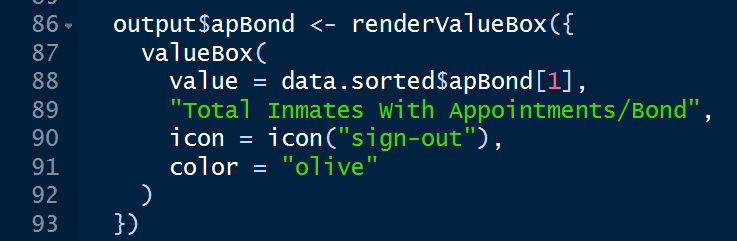 86 output$apBond <- renderValueBox({
87 valueBox(
88 value = data.sorted$apBond[1],
89 "Total Inmates With Appointments/Bond",
90 icon = icon("sign-out"),
91 color = "olive"
92 )
93 })